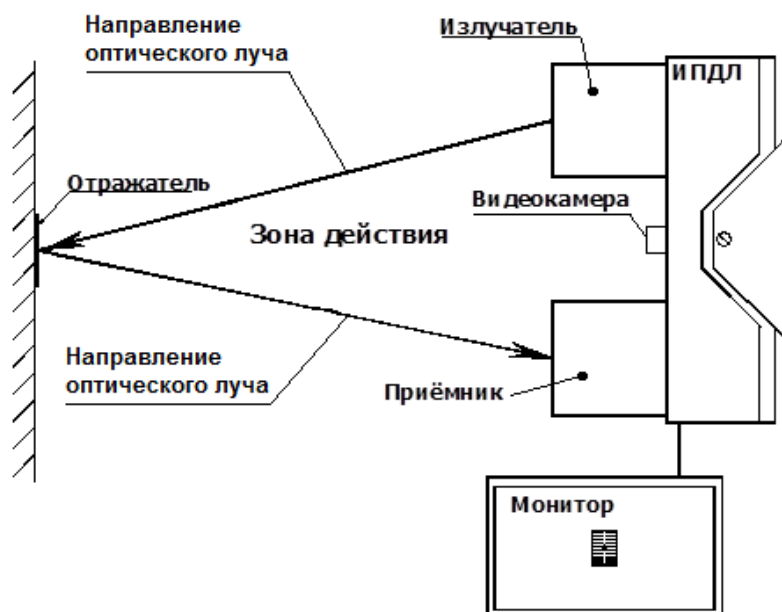 Направление
оптического луча
Излучатель
ИПДЛ
Отражатель
Видеокамера
Зона действия
Направление
оптического луча
Приёмник
Монитор